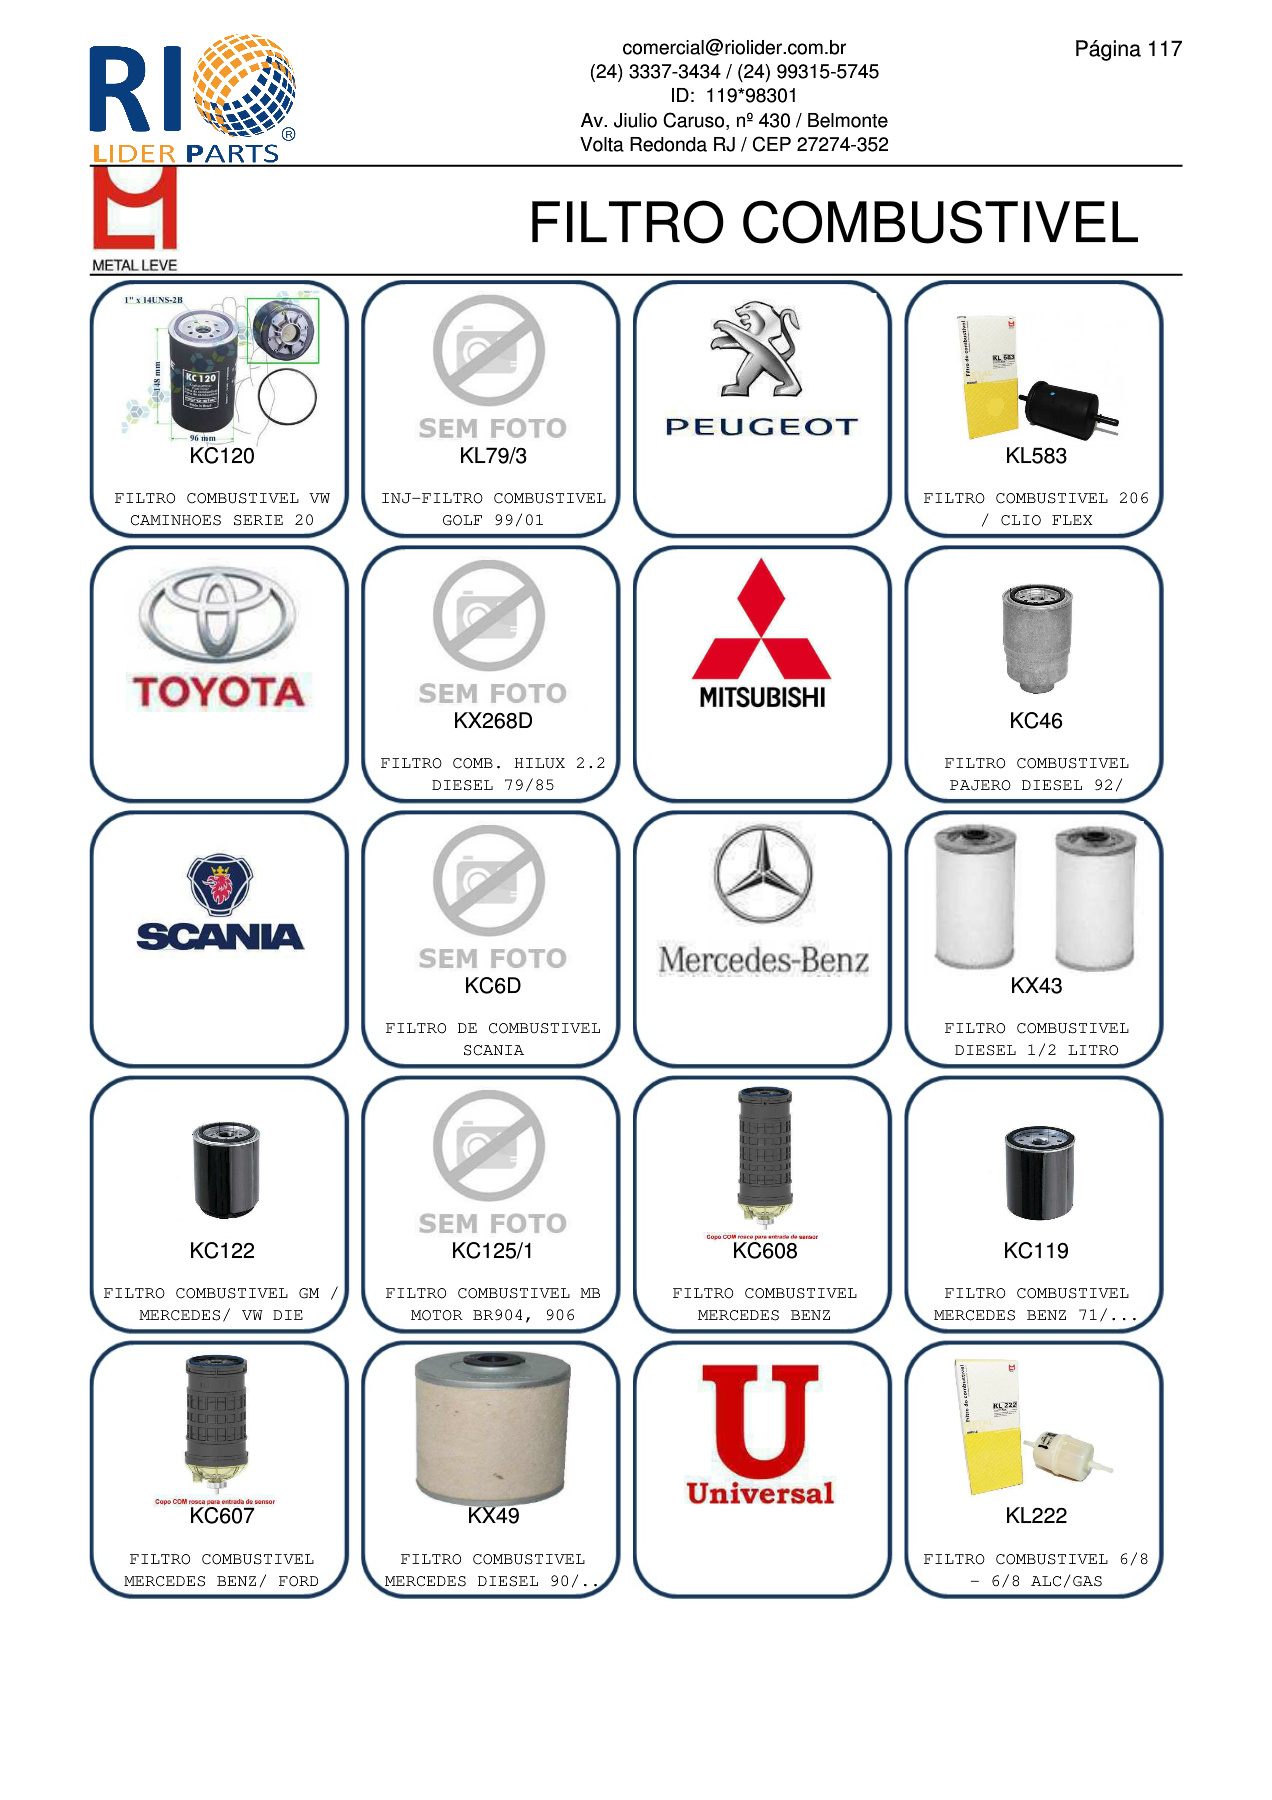 RIO®
LIDER PARTS
comercial@riolider.com.br
(24) 3337-3434 / (24) 99315-5745
ID: 119*98301
Av. Jiulio Caruso, nº 430 / Belmonte
Volta Redonda RJ / CEP 27274-352
Página 117
METAL LEVE
FILTRO COMBUSTIVEL
1" x 14UNS-2B
KC 120
148 mm
96 mm
KC120
FILTRO COMBUSTIVEL VW
CAMINHOES SERIE 20
SEM FOTO
KL79/3
INJ-FILTRO COMBUSTIVEL
GOLF 99/01
PEUGEOT
Filtro de combustível
KL 583
KL583
FILTRO COMBUSTIVEL 206
/ CLIO FLEX
TOYOTA
SEM FOTO
KX268D
FILTRO COMB. HILUX 2.2
DIESEL 79/85
MITSUBISHI
KC46
FILTRO COMBUSTIVEL
PAJERO DIESEL 92/
SCANIA
SEM FOTO
KC6D
FILTRO DE COMBUSTIVEL
SCANIA
Mercedes-Benz
KX43
FILTRO COMBUSTIVEL
DIESEL 1/2 LITRO
KC122
FILTRO COMBUSTIVEL GM /
MERCEDES/ VW DIE
SEM FOTO
KC125/1
FILTRO COMBUSTIVEL MB
MOTOR BR904, 906
Copo COM rosca para entrada de sensor
KC608
FILTRO COMBUSTIVEL
MERCEDES BENZ
KC119
FILTRO COMBUSTIVEL
MERCEDES BENZ 71/...
Copo COM rosca para entrada de sensor
KC607
FILTRO COMBUSTIVEL
MERCEDES BENZ/ FORD
KX49
FILTRO COMBUSTIVEL
MERCEDES DIESEL 90/..
U
Universal
Filtro de combustível
KL 222
KL222
FILTRO COMBUSTIVEL 6/8
- 6/8 ALC/GAS